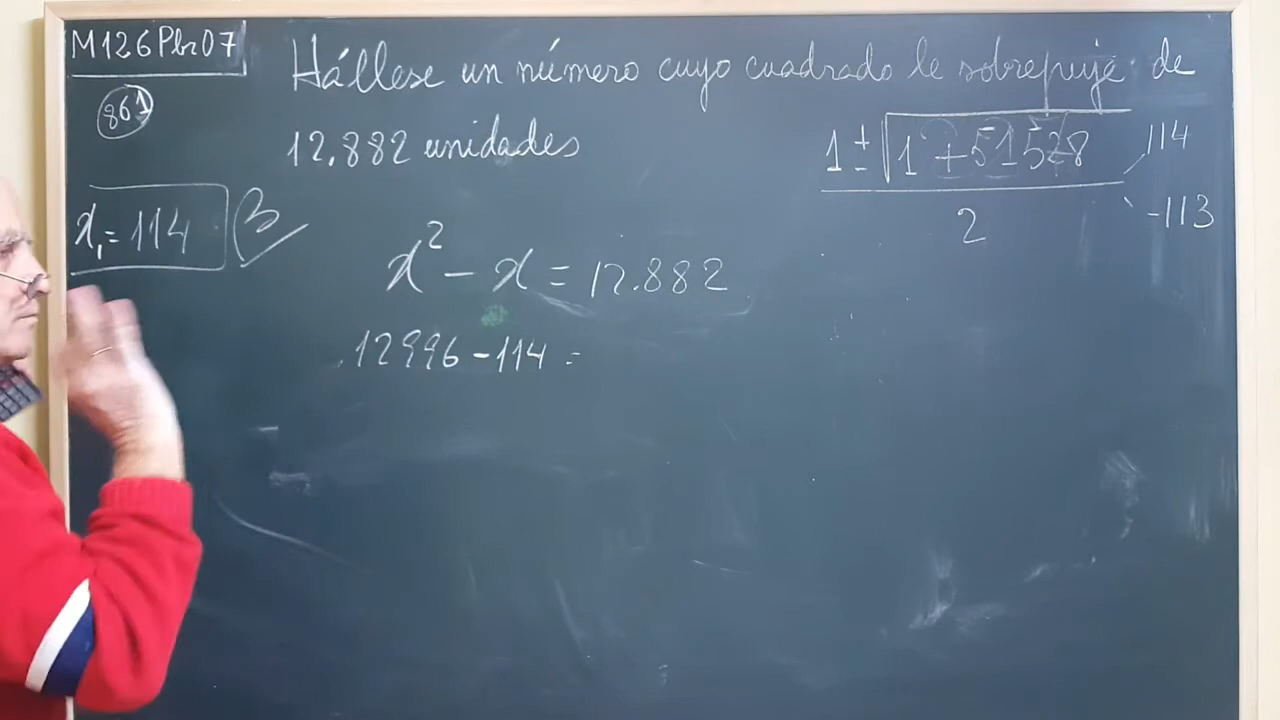 M126Pbr07
861
Hállese un número cuyo cuadrado le sobrepuje de
12.882 unidades
1 ± √1 + 51528
2
114
-113
x₁ = 114
B
x² - x = 12.882
12996 - 114 =